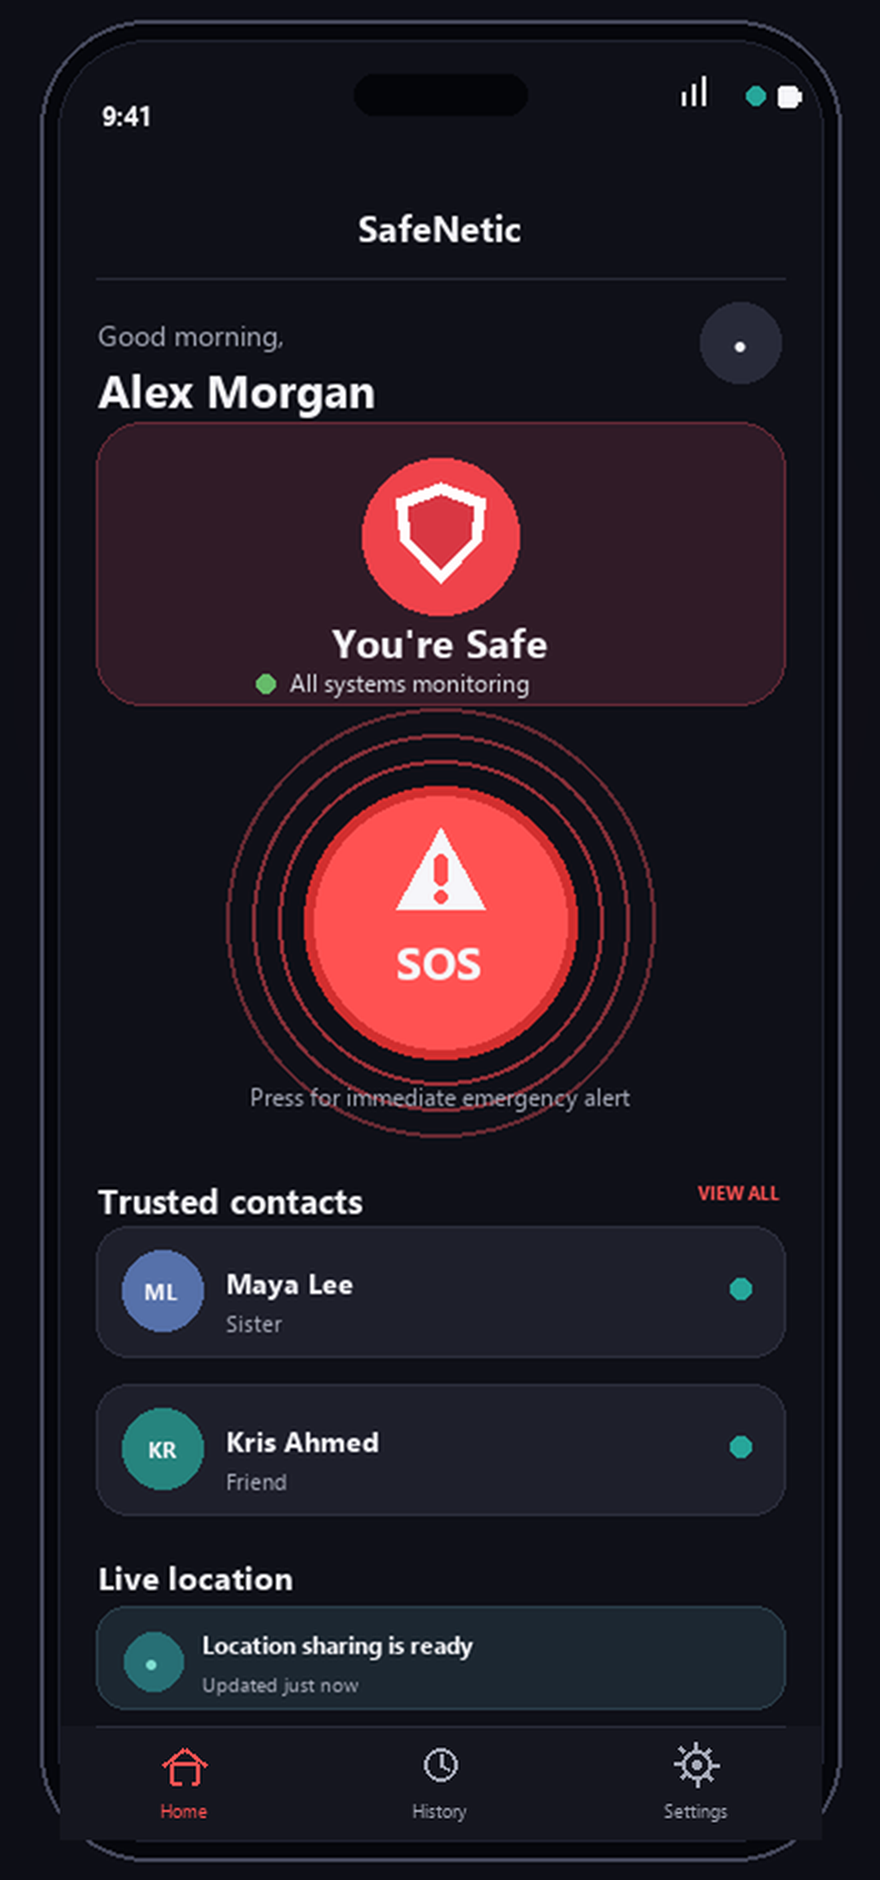 9:41
SafeNetic
Good morning,
Alex Morgan
You're Safe
All systems monitoring
SOS
Press for immediate emergency alert
Trusted contacts
VIEW ALL
ML
Maya Lee
Sister
KR
Kris Ahmed
Friend
Live location
Location sharing is ready
Updated just now
Home
History
Settings